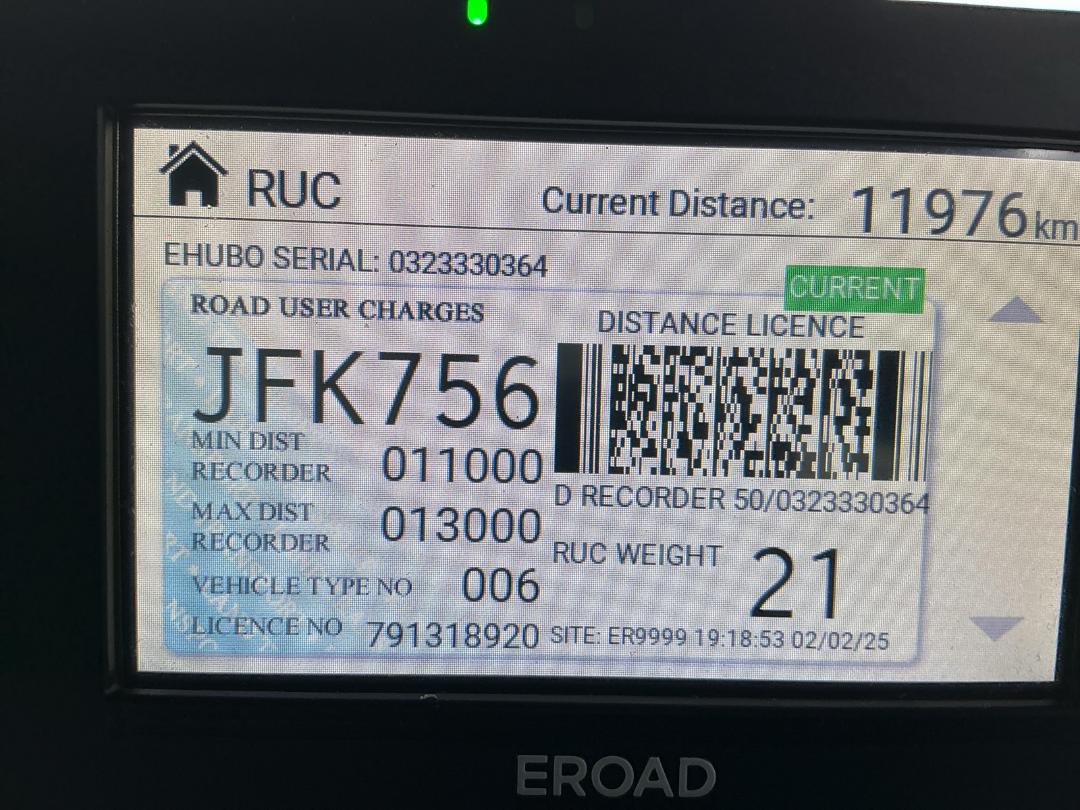 RUC
Current Distance: 11976 km
EHUBO SERIAL: 0323330364
CURRENT
ROAD USER CHARGES
DISTANCE LICENCE
JFK756
MIN DIST
RECORDER 011000
D RECORDER 50/0323330364
MAX DIST
RECORDER 013000
RUC WEIGHT 21
VEHICLE TYPE NO 006
LICENCE NO 791318920
SITE: ER9999 19:18:53 02/02/25
EROAD